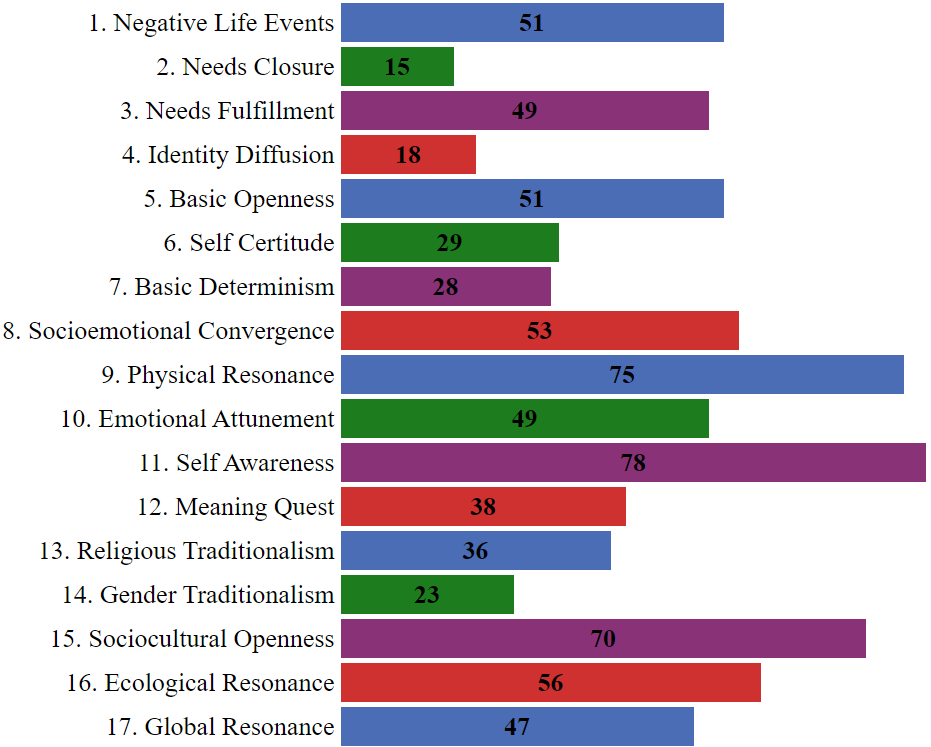 1. Negative Life Events 51
2. Needs Closure 15
3. Needs Fulfillment 49
4. Identity Diffusion 18
5. Basic Openness 51
6. Self Certitude 29
7. Basic Determinism 28
8. Socioemotional Convergence 53
9. Physical Resonance 75
10. Emotional Attunement 49
11. Self Awareness 78
12. Meaning Quest 38
13. Religious Traditionalism 36
14. Gender Traditionalism 23
15. Sociocultural Openness 70
16. Ecological Resonance 56
17. Global Resonance 47